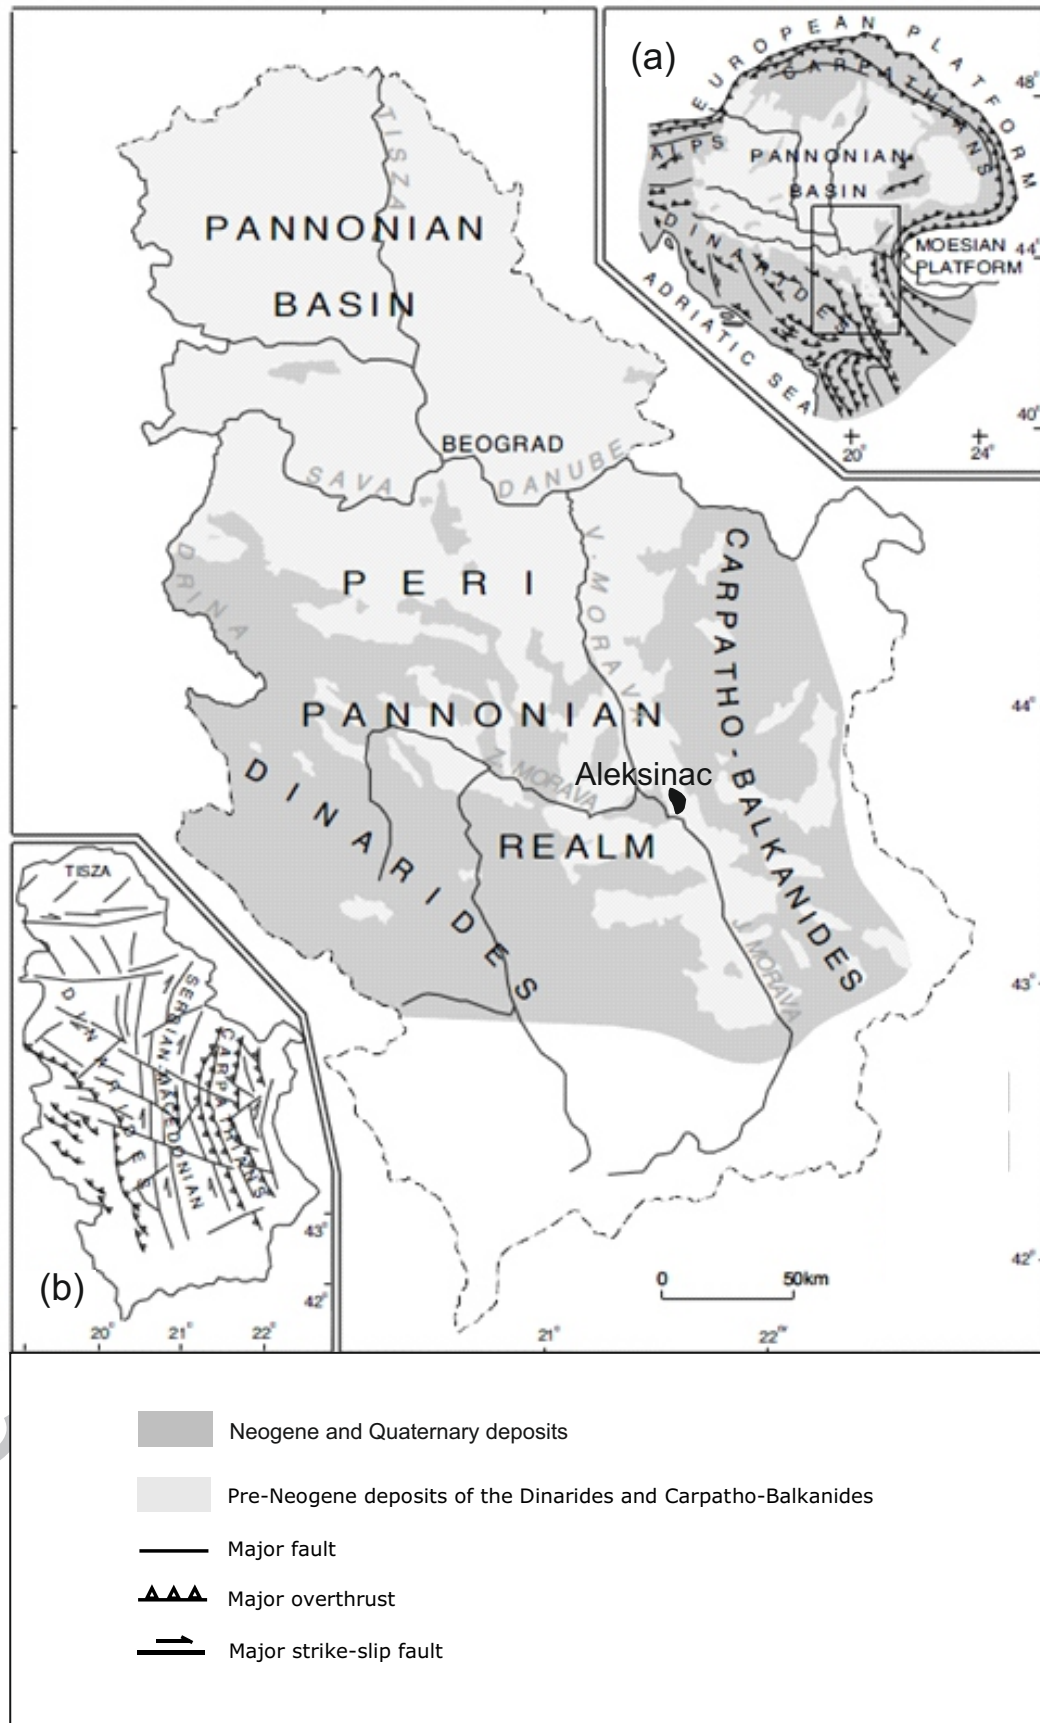 (a)
EUROPEAN PLATFORM
CARPATHIANS
ALPS
PANNONIAN
BASIN
DINARIDES
MOESIAN
PLATFORM
ADRIATIC SEA
48°
44°
40°
20°
24°
TISZA
PANNONIAN
BASIN
BEOGRAD
SAVA
DANUBE
DRINA
V. MORAVA
PERI
CARPATHO-BALKANIDES
PANNONIAN
44°
Z. MORAVA
Aleksinac
DINARIDES
REALM
J. MORAVA
43°
42°
0 50km
21°
22°
TISZA
DINARIDES
SERBIAN-MACEDONIAN
CARPATHIANS
(b)
43°
42°
20°
21°
22°
Neogene and Quaternary deposits
Pre-Neogene deposits of the Dinarides and Carpatho-Balkanides
Major fault
Major overthrust
Major strike-slip fault